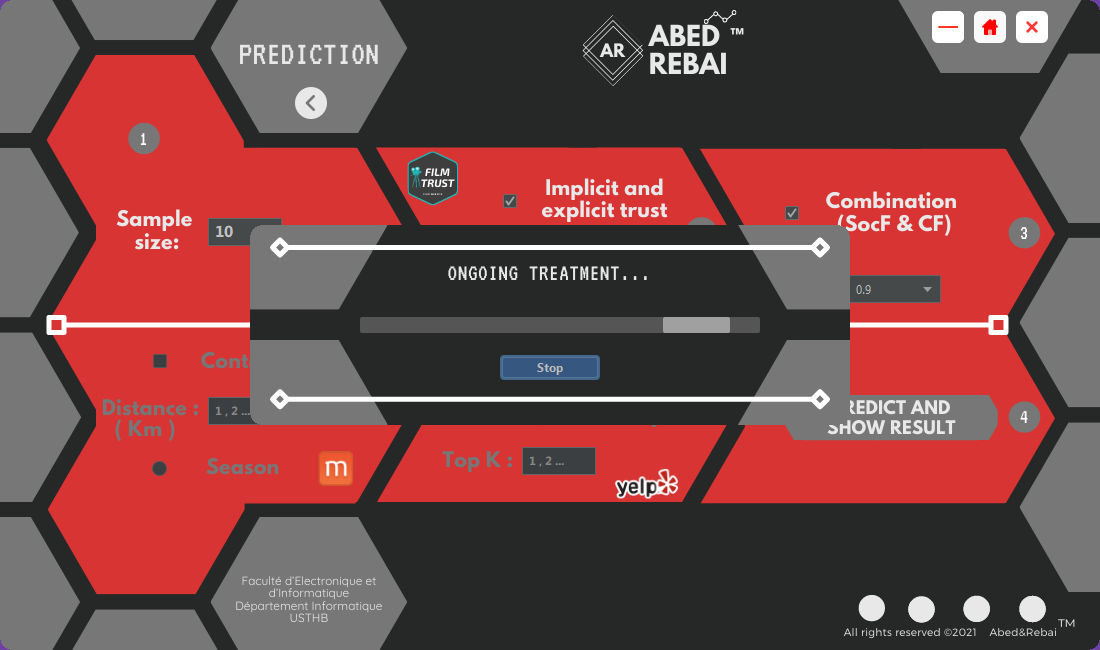 PREDICTION
AR
ABED ™
REBAI
1
FILM
TRUST
Implicit and
explicit trust
Combination
(SocF & CF)
3
Sample
size:
10
ONGOING TREATMENT...
0.9
Stop
Cont
Distance :
( Km )
1 , 2 ...
REDICT AND
SHOW RESULT
4
Season
m
Top K :
1 , 2 ...
yelp
Faculté d'Electronique et
d'Informatique
Département Informatique
USTHB
All rights reserved ©2021 Abed&Rebai TM